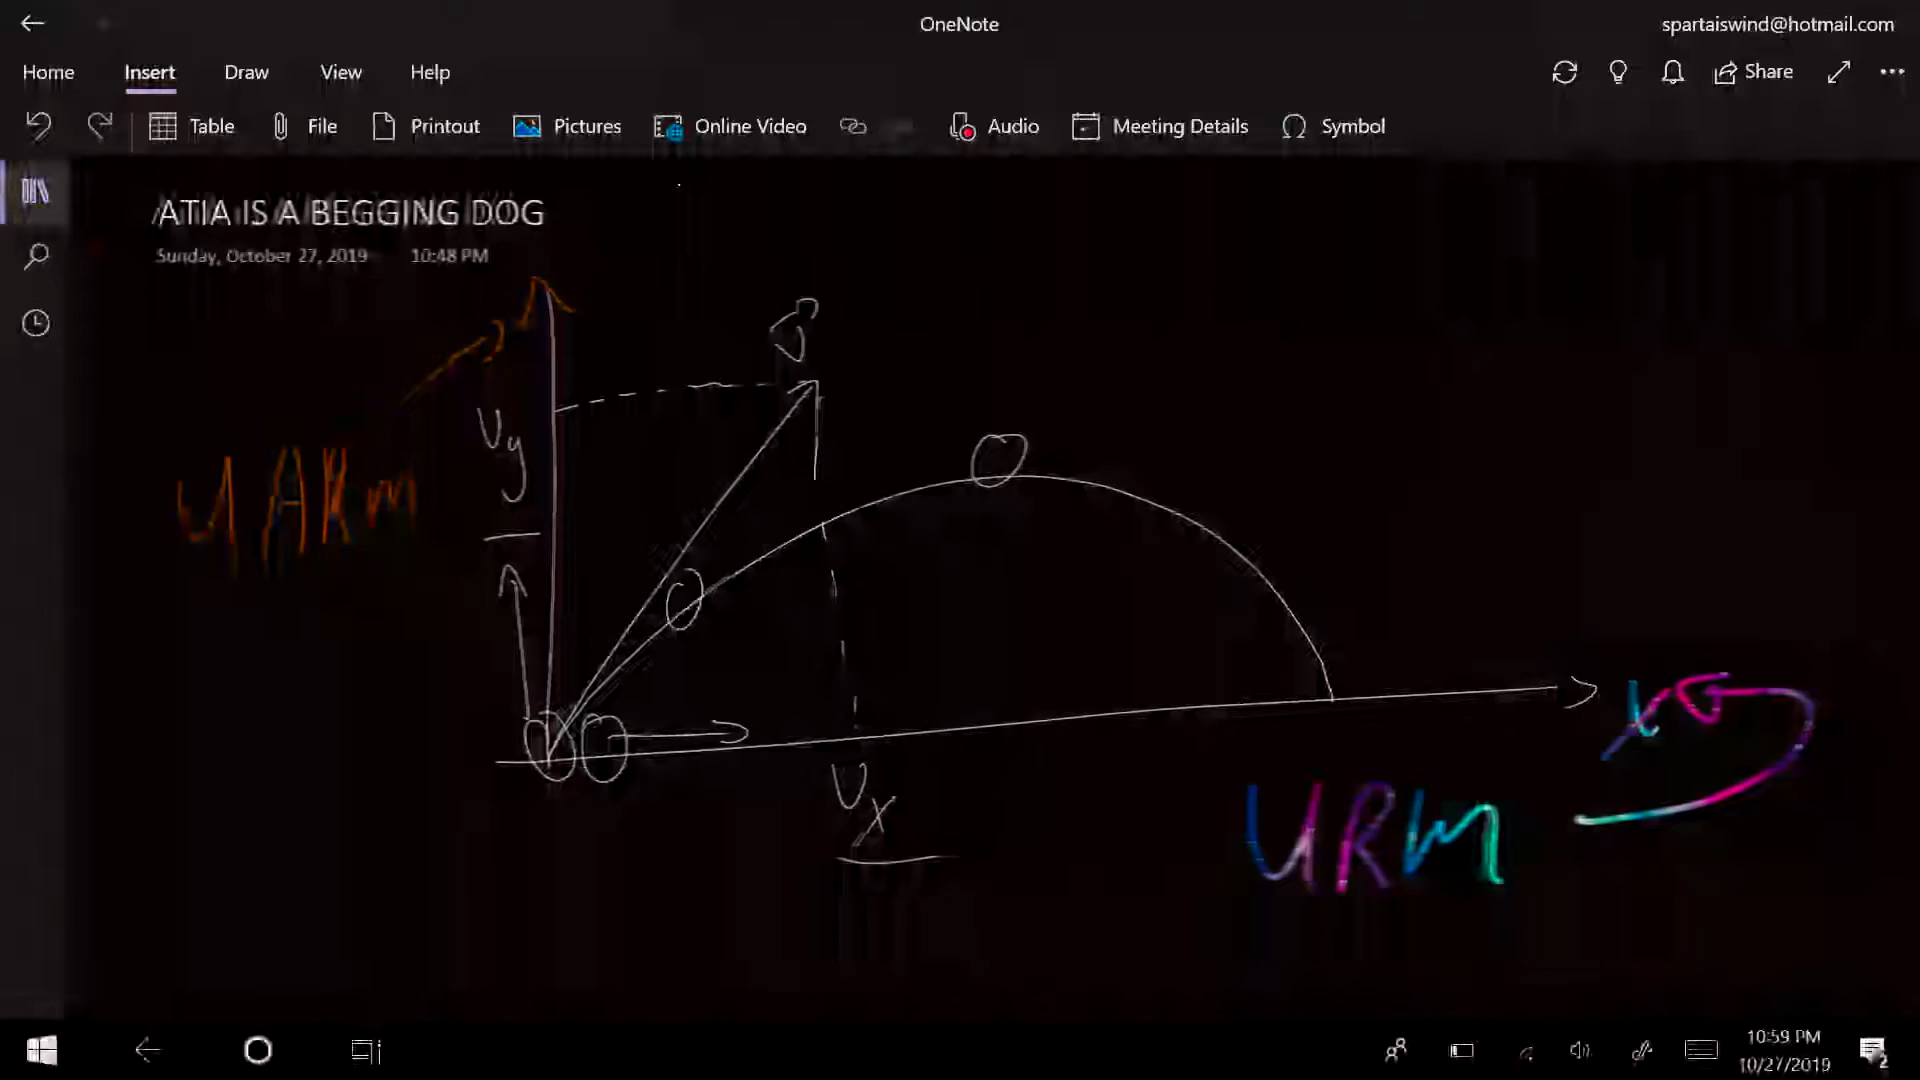 OneNote
spartaiswind@hotmail.com
Home Insert Draw View Help
Share
Table File Printout Pictures Online Video Audio Meeting Details Symbol
ATIA IS A BEGGING DOG
Sunday, October 27, 2019 10:48 PM
Vy
UARM
x
Vx
URM
10:59 PM
10/27/2019
2